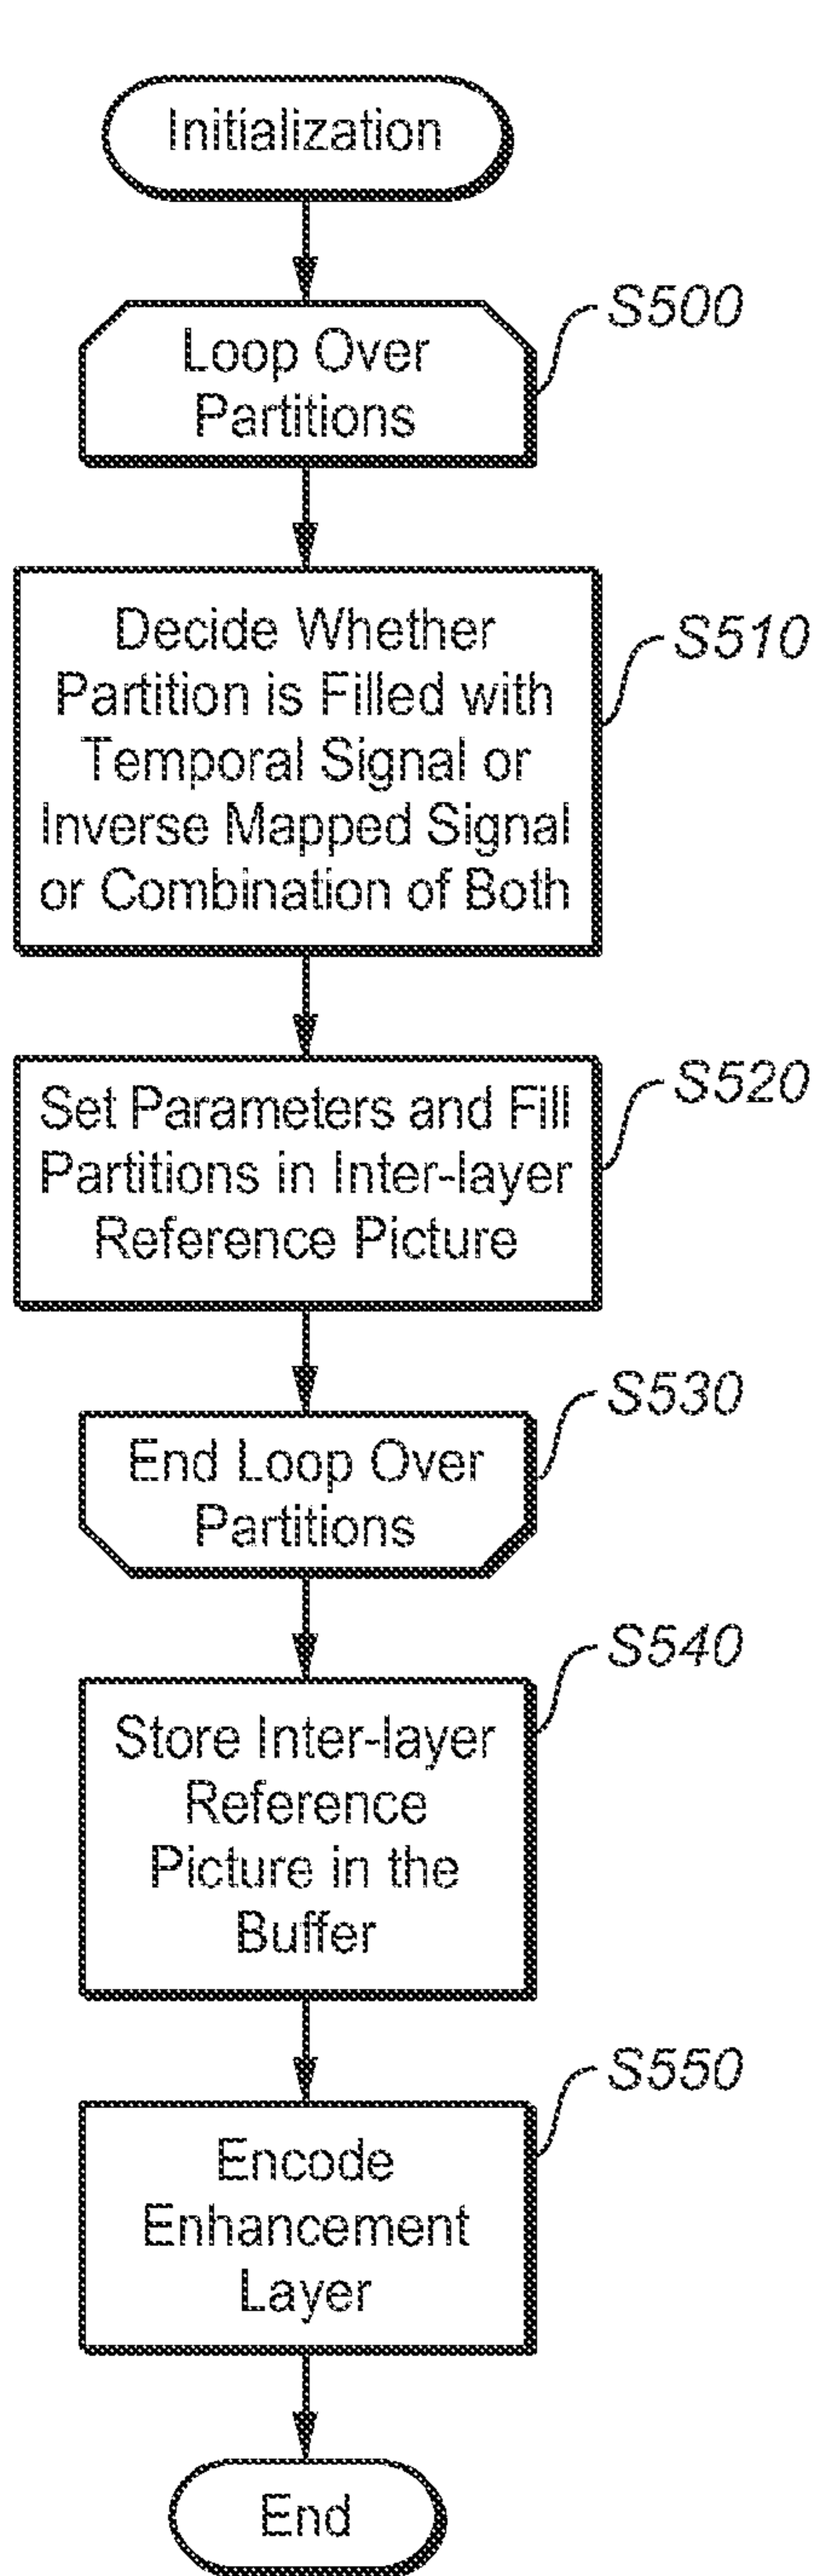 Initialization
S500
Loop Over
Partitions
S510
Decide Whether
Partition is Filled with
Temporal Signal or
Inverse Mapped Signal
or Combination of Both
S520
Set Parameters and Fill
Partitions in Inter-layer
Reference Picture
S530
End Loop Over
Partitions
S540
Store Inter-layer
Reference
Picture in the
Buffer
S550
Encode
Enhancement
Layer
End